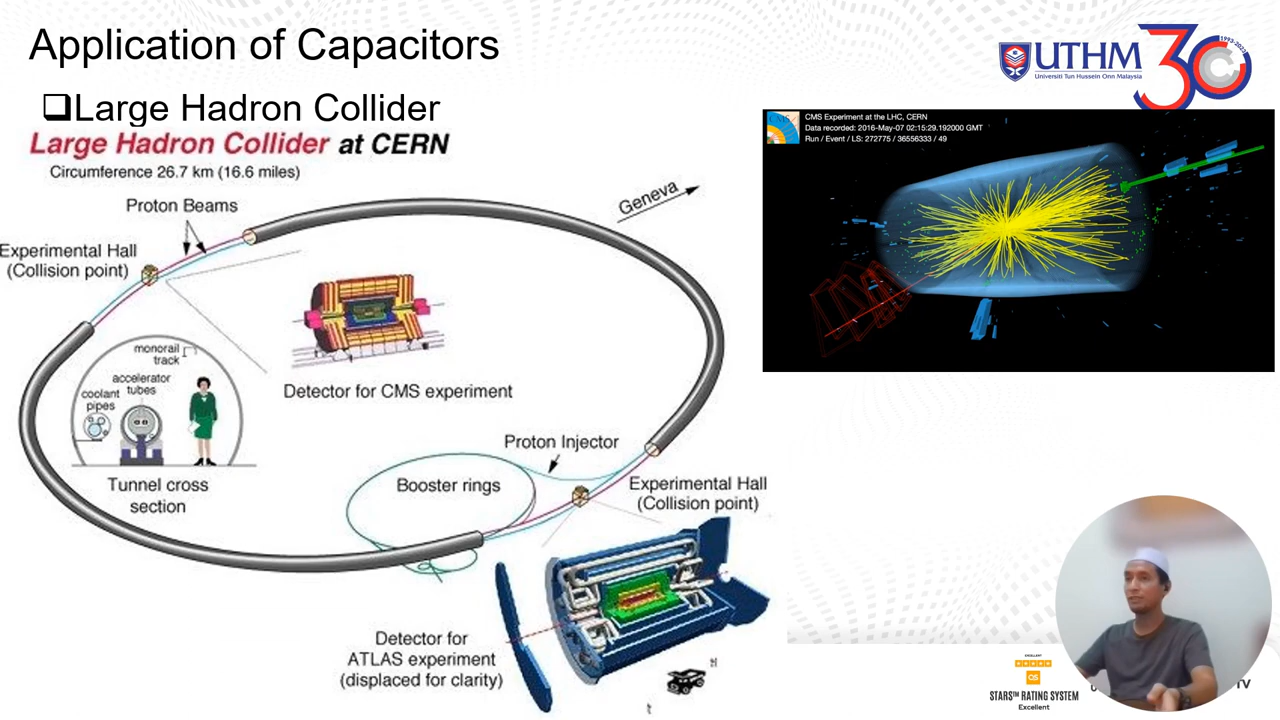 Application of Capacitors
❑Large Hadron Collider
Large Hadron Collider at CERN
Circumference 26.7 km (16.6 miles)
Proton Beams
Geneva
Experimental Hall
(Collision point)
monorail
track
accelerator
tubes
coolant
pipes
Tunnel cross
section
Detector for CMS experiment
Proton Injector
Booster rings
Experimental Hall
(Collision point)
Detector for
ATLAS experiment
(displaced for clarity)
UTHM
Universiti Tun Hussein Onn Malaysia
30
1993-2023
CMS
CMS Experiment at the LHC, CERN
Data recorded: 2016-May-07 02:15:29.192000 GMT
Run / Event / LS: 272775 / 36556333 / 49
EXCELLENT
QS
STARS™ RATING SYSTEM
Excellent
TV